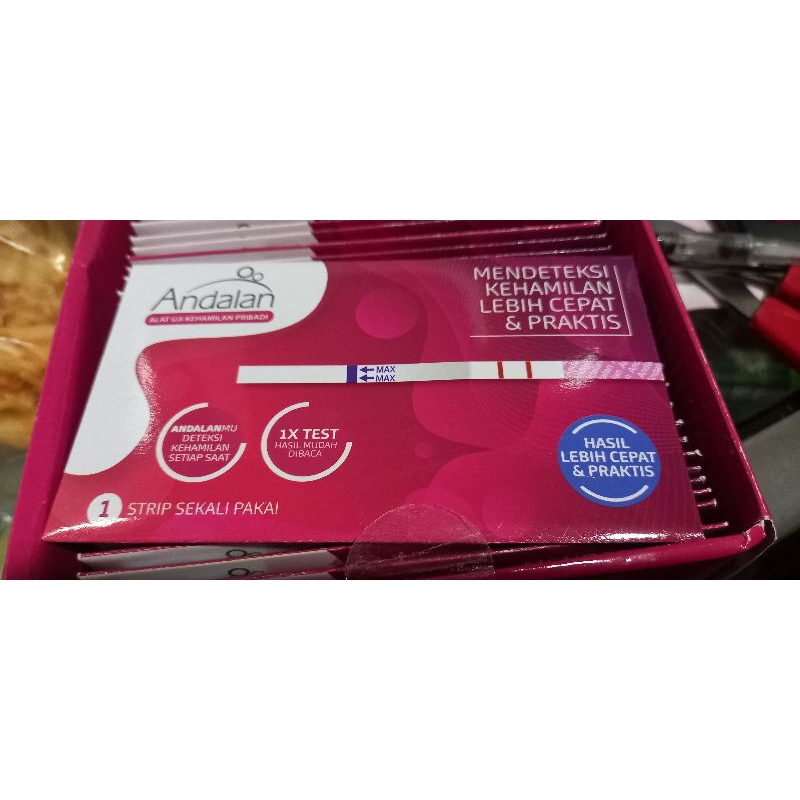 Andalan
ALAT UJI KEHAMILAN PRIBADI
MENDETEKSI
KEHAMILAN
LEBIH CEPAT
& PRAKTIS
MAX
MAX
ANDALANMU
DETEKSI
KEHAMILAN
SETIAP SAAT
1X TEST
HASIL MUDAH
DIBACA
HASIL
LEBIH CEPAT
& PRAKTIS
1 STRIP SEKALI PAKAI